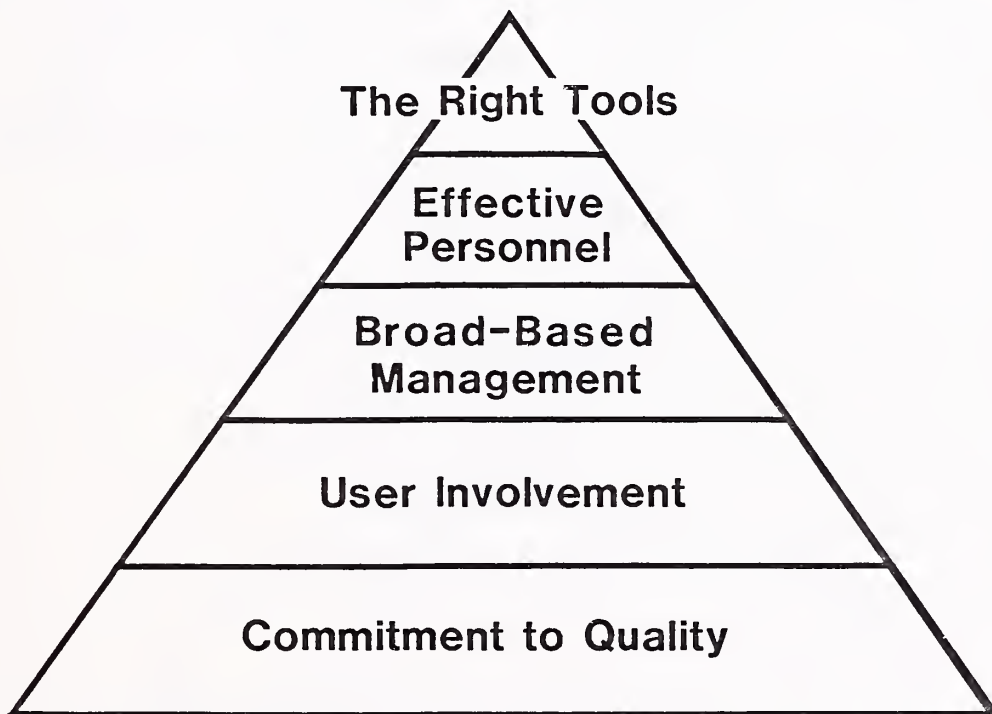 The Right Tools
Effective
Personnel
Broad-Based
Management
User Involvement
Commitment to Quality